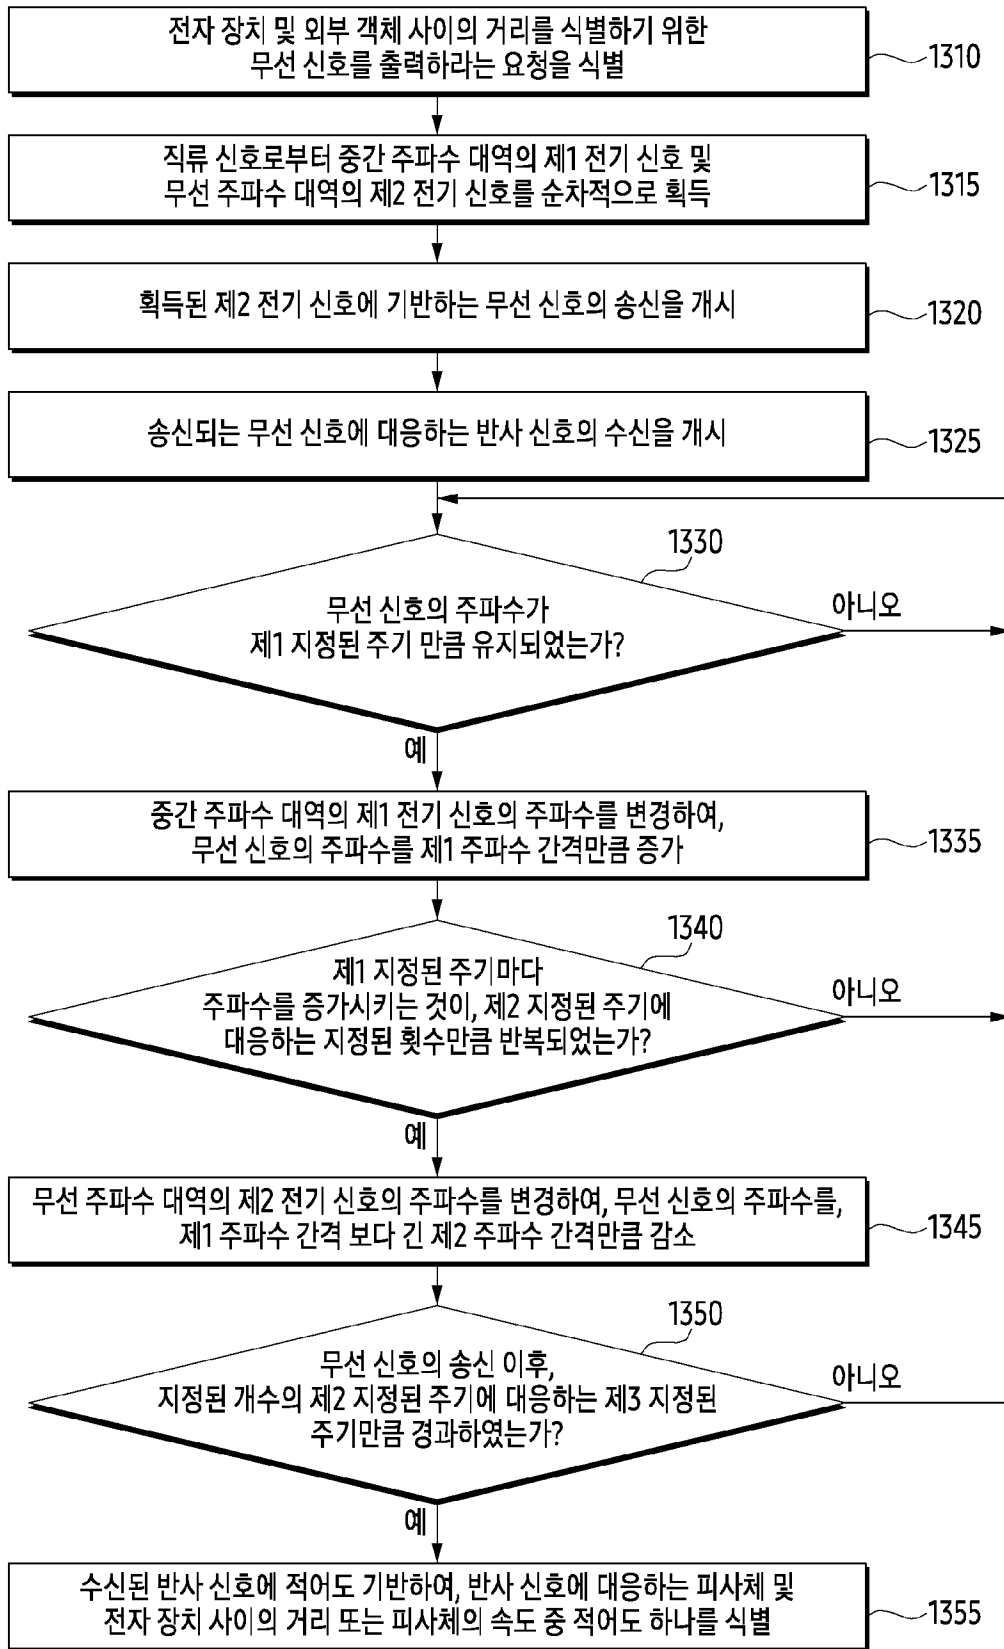 전자 장치 및 외부 객체 사이의 거리를 식별하기 위한
무선 신호를 출력하라는 요청을 식별
1310
직류 신호로부터 중간 주파수 대역의 제1 전기 신호 및
무선 주파수 대역의 제2 전기 신호를 순차적으로 획득
1315
획득된 제2 전기 신호에 기반하는 무선 신호의 송신을 개시
1320
송신되는 무선 신호에 대응하는 반사 신호의 수신을 개시
1325
1330
무선 신호의 주파수가
제1 지정된 주기 만큼 유지되었는가?
아니오
예
중간 주파수 대역의 제1 전기 신호의 주파수를 변경하여,
무선 신호의 주파수를 제1 주파수 간격만큼 증가
1335
1340
제1 지정된 주기마다
주파수를 증가시키는 것이, 제2 지정된 주기에
대응하는 지정된 횟수만큼 반복되었는가?
아니오
예
무선 주파수 대역의 제2 전기 신호의 주파수를 변경하여, 무선 신호의 주파수를,
제1 주파수 간격 보다 긴 제2 주파수 간격만큼 감소
1345
1350
무선 신호의 송신 이후,
지정된 개수의 제2 지정된 주기에 대응하는 제3 지정된
주기만큼 경과하였는가?
아니오
예
수신된 반사 신호에 적어도 기반하여, 반사 신호에 대응하는 피사체 및
전자 장치 사이의 거리 또는 피사체의 속도 중 적어도 하나를 식별
1355